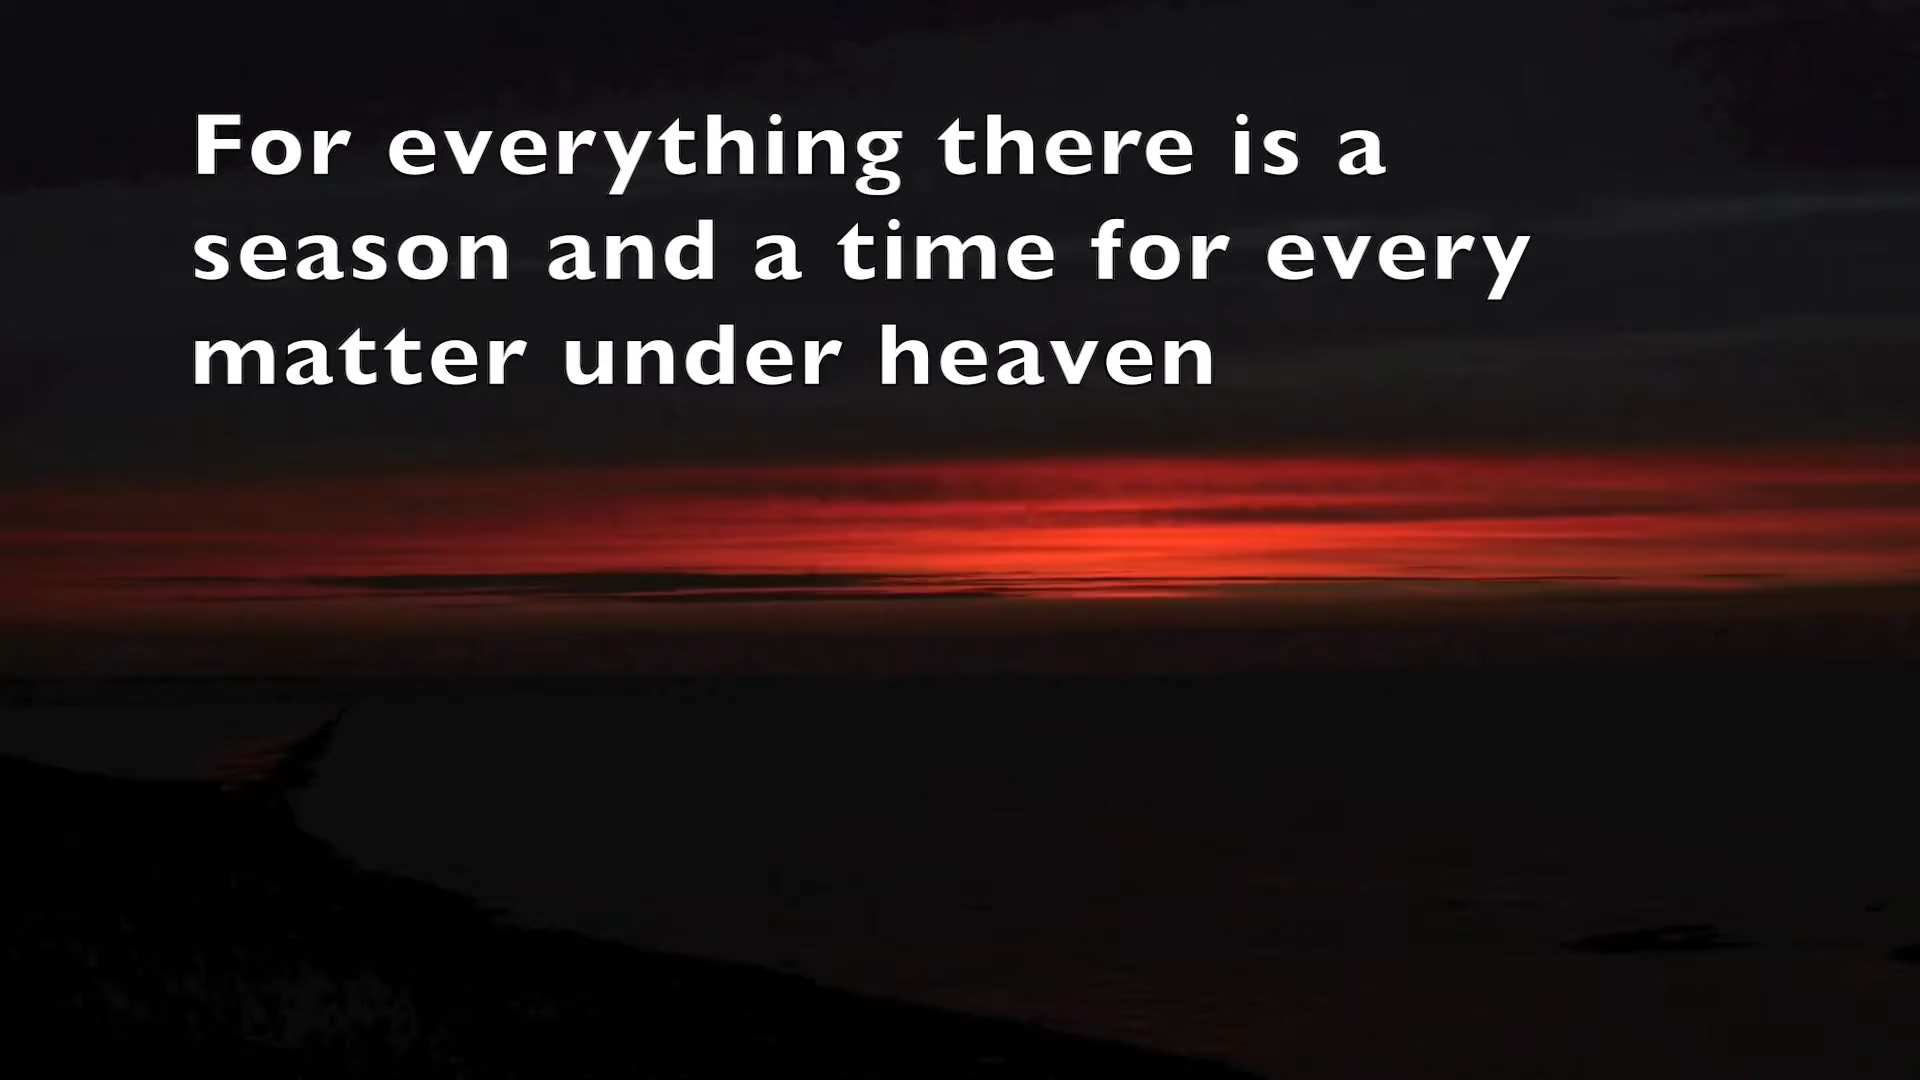 For everything there is a
season and a time for every
matter under heaven